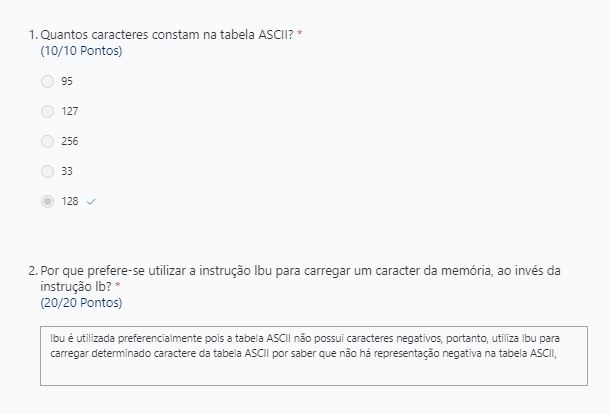 1. Quantos caracteres constam na tabela ASCII? *
(10/10 Pontos)
95
127
256
33
128
2. Por que prefere-se utilizar a instrução lbu para carregar um caracter da memória, ao invés da
instrução lb? *
(20/20 Pontos)
lbu é utilizada preferencialmente pois a tabela ASCII não possui caracteres negativos, portanto, utiliza lbu para
carregar determinado caractere da tabela ASCII por saber que não há representação negativa na tabela ASCII,